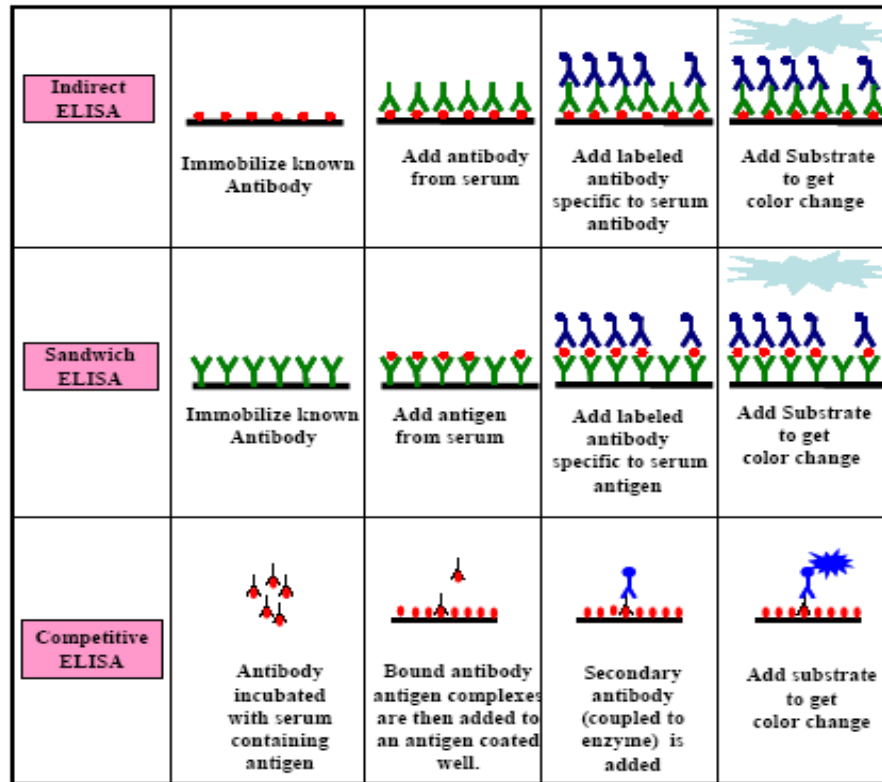 Indirect
ELISA
Immobilize known
Antibody
Add antibody
from serum
Add labeled
antibody
specific to serum
antibody
Add Substrate
to get
color change
Sandwich
ELISA
Immobilize known
Antibody
Add antigen
from serum
Add labeled
antibody
specific to serum
antigen
Add Substrate
to get
color change
Competitive
ELISA
Antibody
incubated
with serum
containing
antigen
Bound antibody
antigen complexes
are then added to
an antigen coated
well.
Secondary
antibody
(coupled to
enzyme) is
added
Add substrate
to get
color change